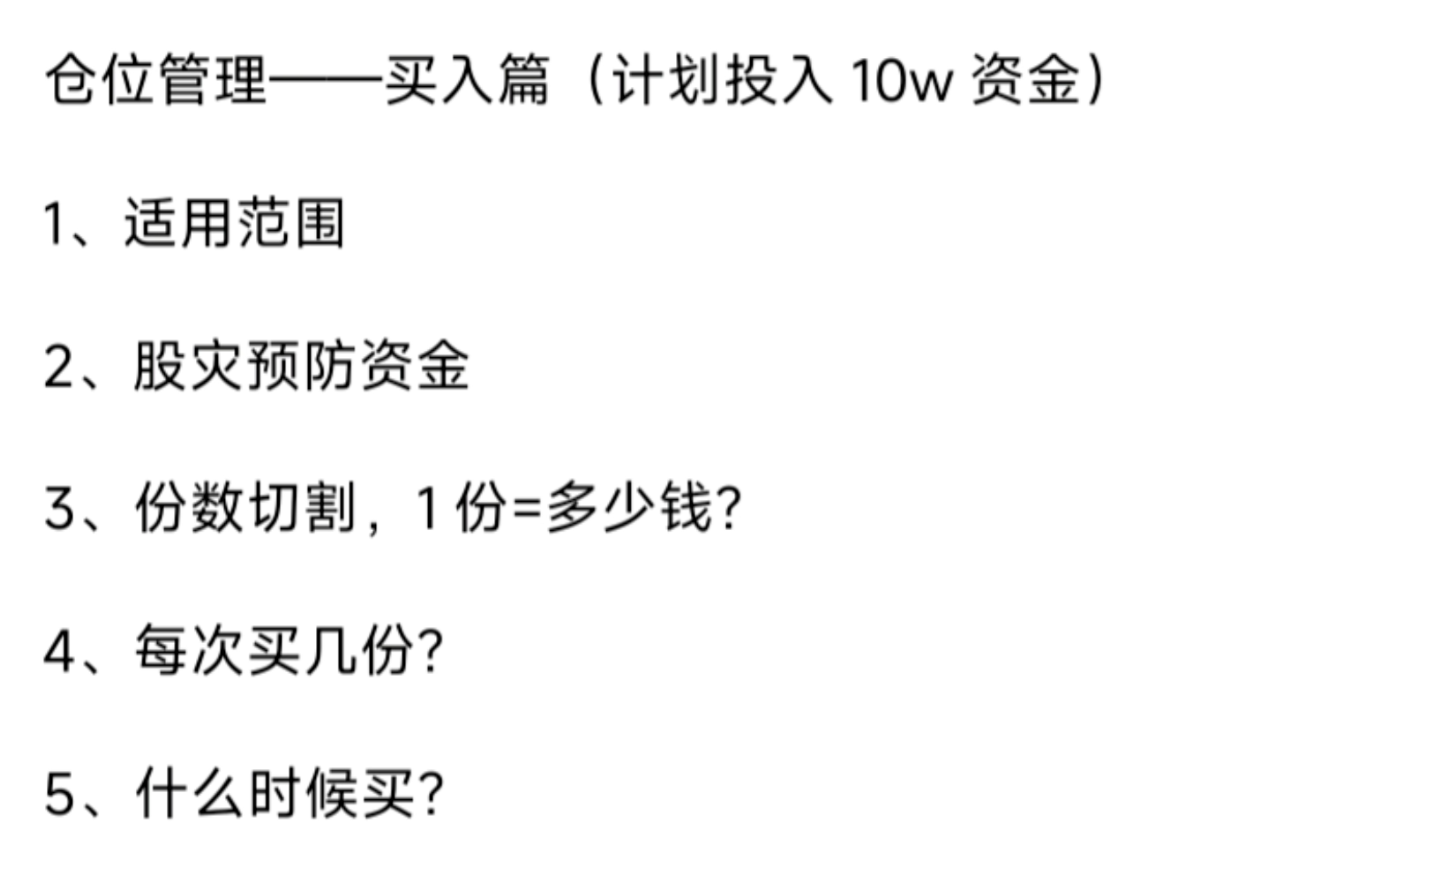 仓位管理——买入篇（计划投入 10w 资金）
1、适用范围
2、股灾预防资金
3、份数切割，1 份=多少钱？
4、每次买几份？
5、什么时候买？